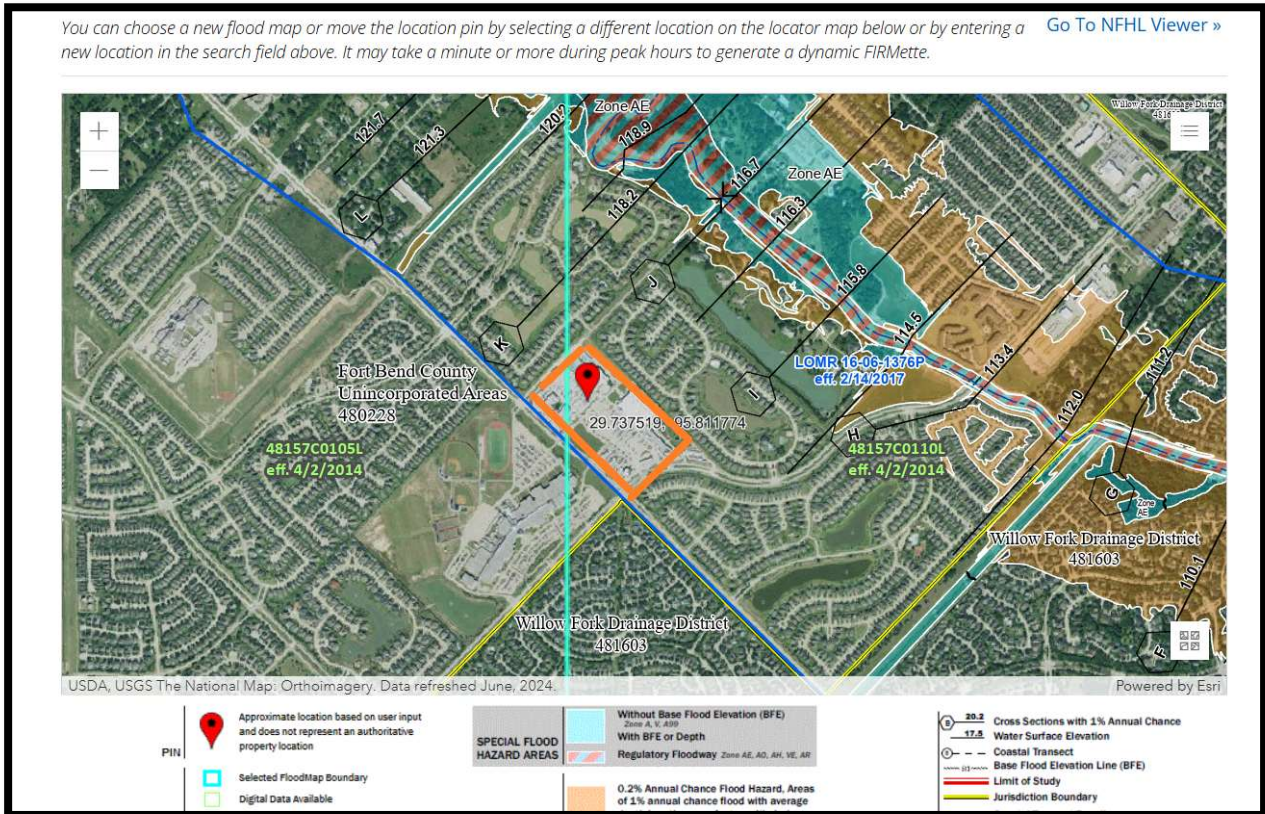 You can choose a new flood map or move the location pin by selecting a different location on the locator map below or by entering a
new location in the search field above. It may take a minute or more during peak hours to generate a dynamic FIRMette.
Go To NFHL Viewer »
Zone AE
Willow Fork Drainage District
121.7
121.3
120.2
118.9
118.2
116.7
Zone AE
116.3
115.8
114.5
113.4
112.0
111.2
110.1
L
K
J
I
H
G
F
LOMR 16-06-1376P
eff. 2/14/2017
Fort Bend County
Unincorporated Areas
480228
29.737519,
95.811774
48157C0105L
eff. 4/2/2014
48157C0110L
eff. 4/2/2014
Zone
AE
Willow Fork Drainage District
481603
Willow Fork Drainage District
481603
USDA, USGS The National Map: Orthoimagery. Data refreshed June, 2024.
Powered by Esri
PIN
Approximate location based on user input
and does not represent an authoritative
property location
Selected FloodMap Boundary
Digital Data Available
SPECIAL FLOOD
HAZARD AREAS
Without Base Flood Elevation (BFE)
Zone A, V, A99
With BFE or Depth
Regulatory Floodway Zone AE, AO, AH, VE, AR
0.2% Annual Chance Flood Hazard, Areas
of 1% annual chance flood with average
B 20.2 Cross Sections with 1% Annual Chance
17.5 Water Surface Elevation
Coastal Transect
Base Flood Elevation Line (BFE)
Limit of Study
Jurisdiction Boundary